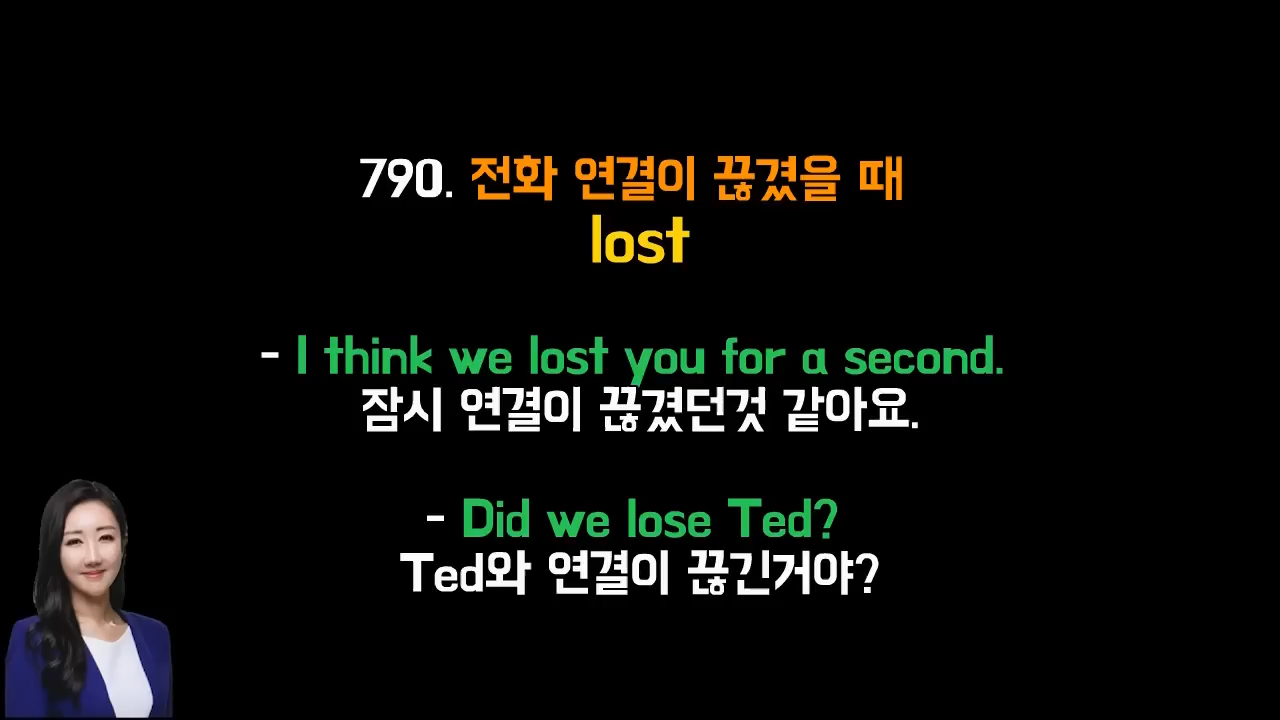 790. 전화 연결이 끊겼을 때
lost
- I think we lost you for a second.
잠시 연결이 끊겼던것 같아요.
- Did we lose Ted?
Ted와 연결이 끊긴거야?